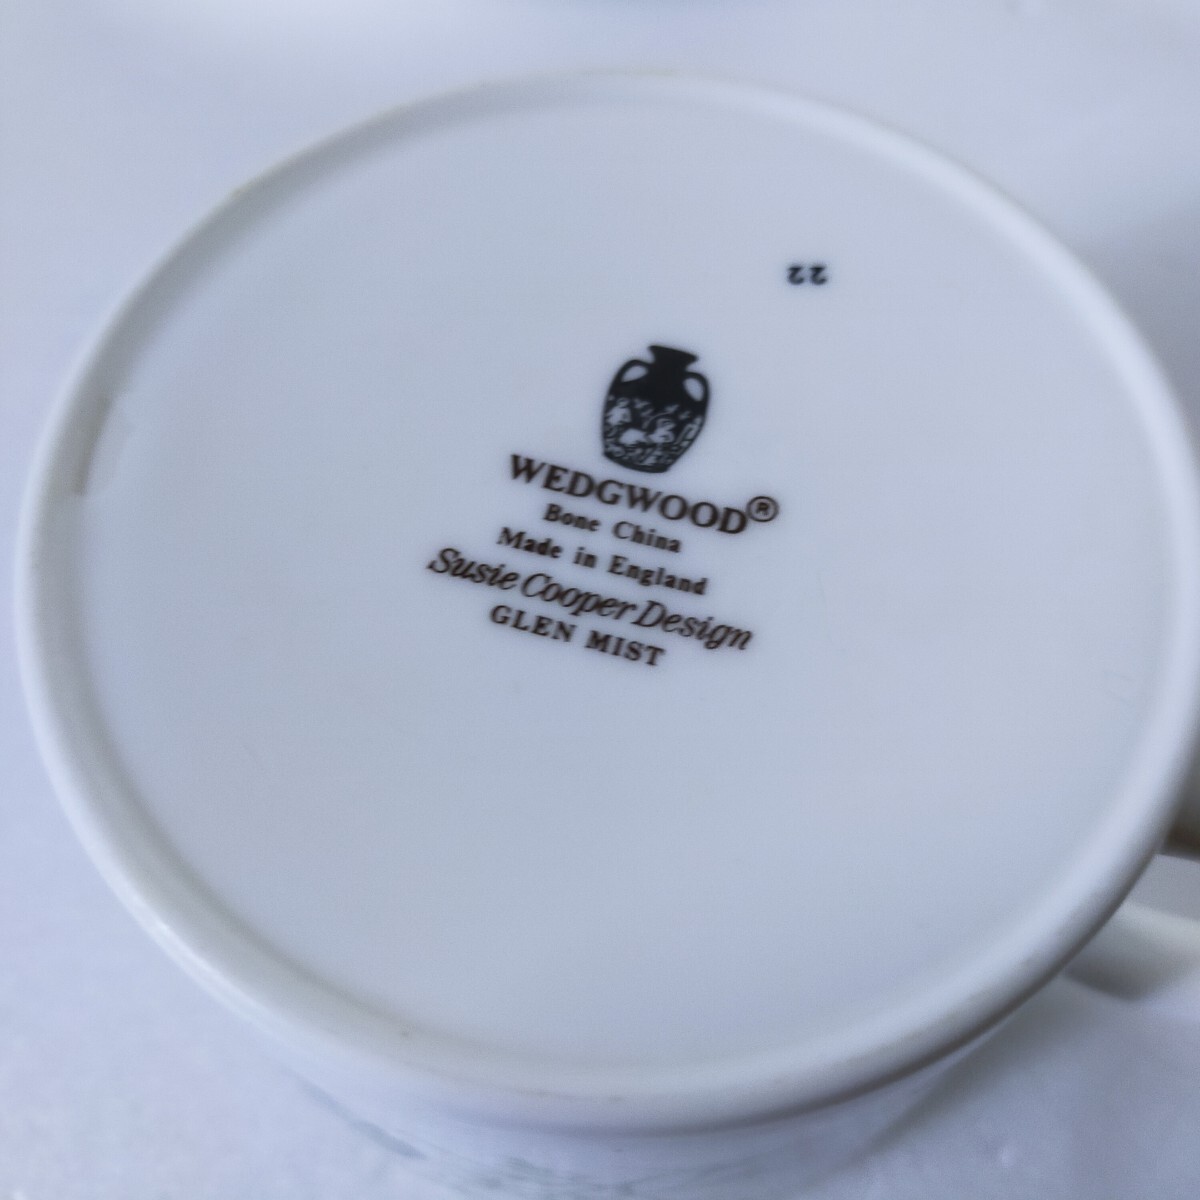 22
WEDGWOOD®
Bone China
Made in England
Susie Cooper Design
GLEN MIST